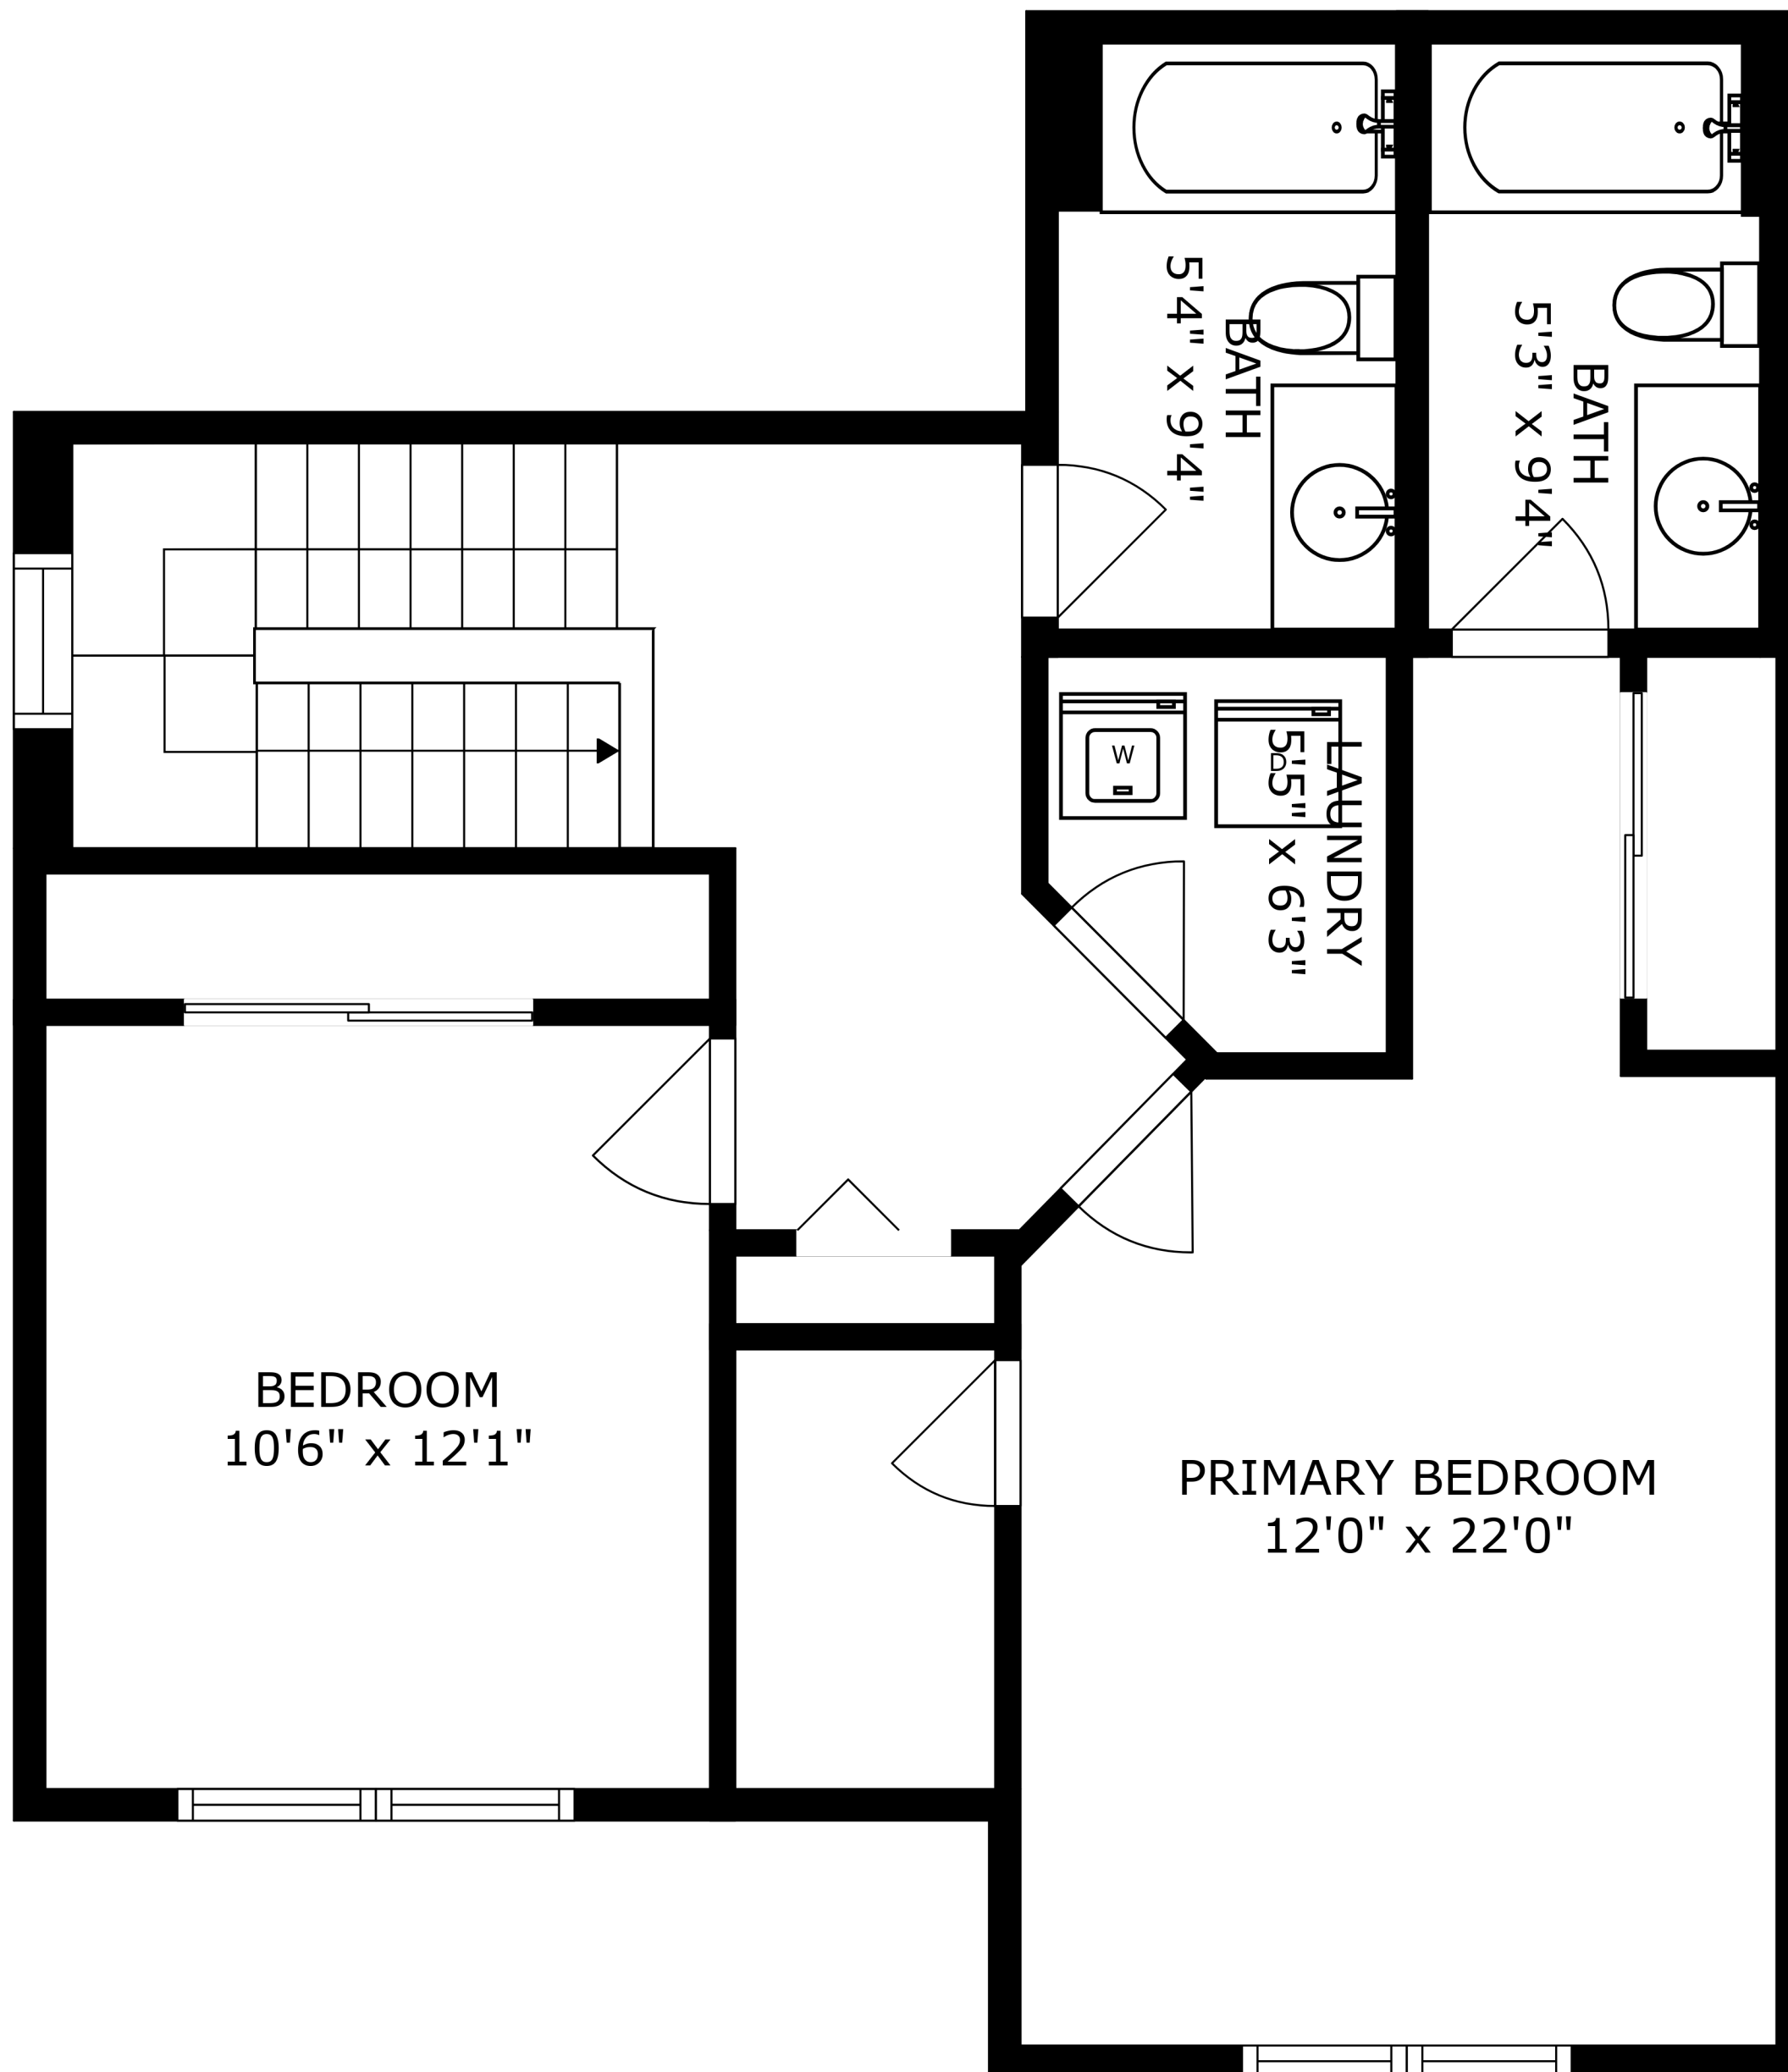 BATH
5'4" x 9'4"
BATH
5'3" x 9'4"
W
D
LAUNDRY
5'5" x 6'3"
BEDROOM
10'6" x 12'1"
PRIMARY BEDROOM
12'0" x 22'0"